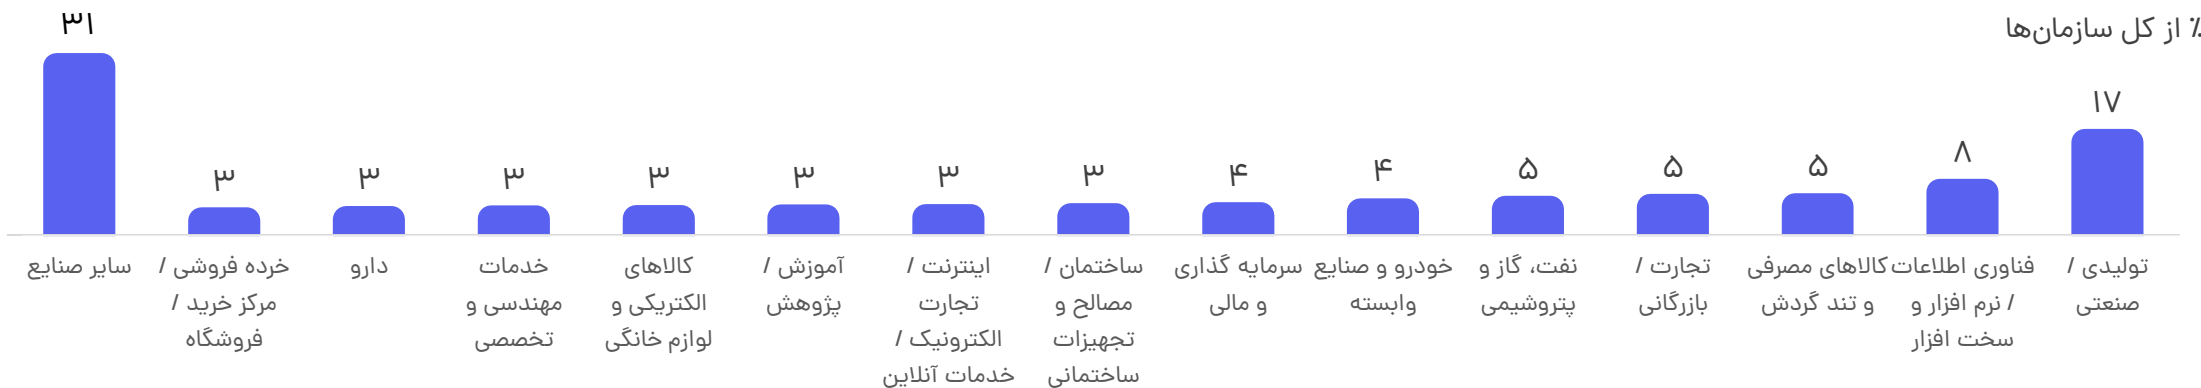 ٪ از کل سازمان‌ها
۱۷
۸
۵
۵
۵
۴
۴
۳
۳
۳
۳
۳
۳
۳
۳۱
تولیدی /
صنعتی
فناوری اطلاعات
/ نرم افزار و
سخت افزار
کالاهای مصرفی
و تند گردش
تجارت /
بازرگانی
نفت، گاز و
پتروشیمی
خودرو و صنایع
وابسته
سرمایه گذاری
و مالی
ساختمان /
مصالح و
تجهیزات
ساختمانی
اینترنت /
تجارت
الکترونیک /
خدمات آنلاین
آموزش /
پژوهش
کالاهای
الکتریکی و
لوازم خانگی
خدمات
مهندسی و
تخصصی
دارو
خرده فروشی /
مرکز خرید /
فروشگاه
سایر صنایع